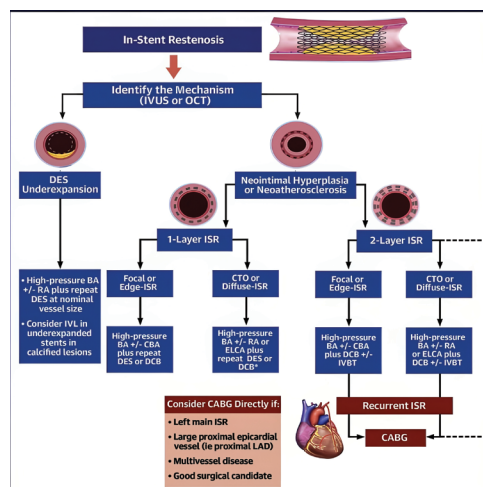 In-Stent Restenosis
Identify the Mechanism
(IVUS or OCT)
DES
Underexpansion
Neointimal Hyperplasia
or Neoatherosclerosis
1-Layer ISR
2-Layer ISR
• High-pressure BA
+/- RA plus repeat
DES at nominal
vessel size
• Consider IVL in
underexpanded
stents in
calcified lesions
Focal or
Edge-ISR
CTO or
Diffuse-ISR
Focal or
Edge-ISR
CTO or
Diffuse-ISR
High-pressure
BA +/- CBA
plus repeat
DES or DCB
High-pressure
BA +/- RA or
ELCA plus
repeat DES or
DCB*
High-pressure
BA +/- CBA
plus DCB +/-
IVBT
High-pressure
BA +/- RA
or ELCA plus
DCB +/- IVBT
Consider CABG Directly if:
• Left main ISR
• Large proximal epicardial
vessel (ie proximal LAD)
• Multivessel disease
• Good surgical candidate
Recurrent ISR
CABG